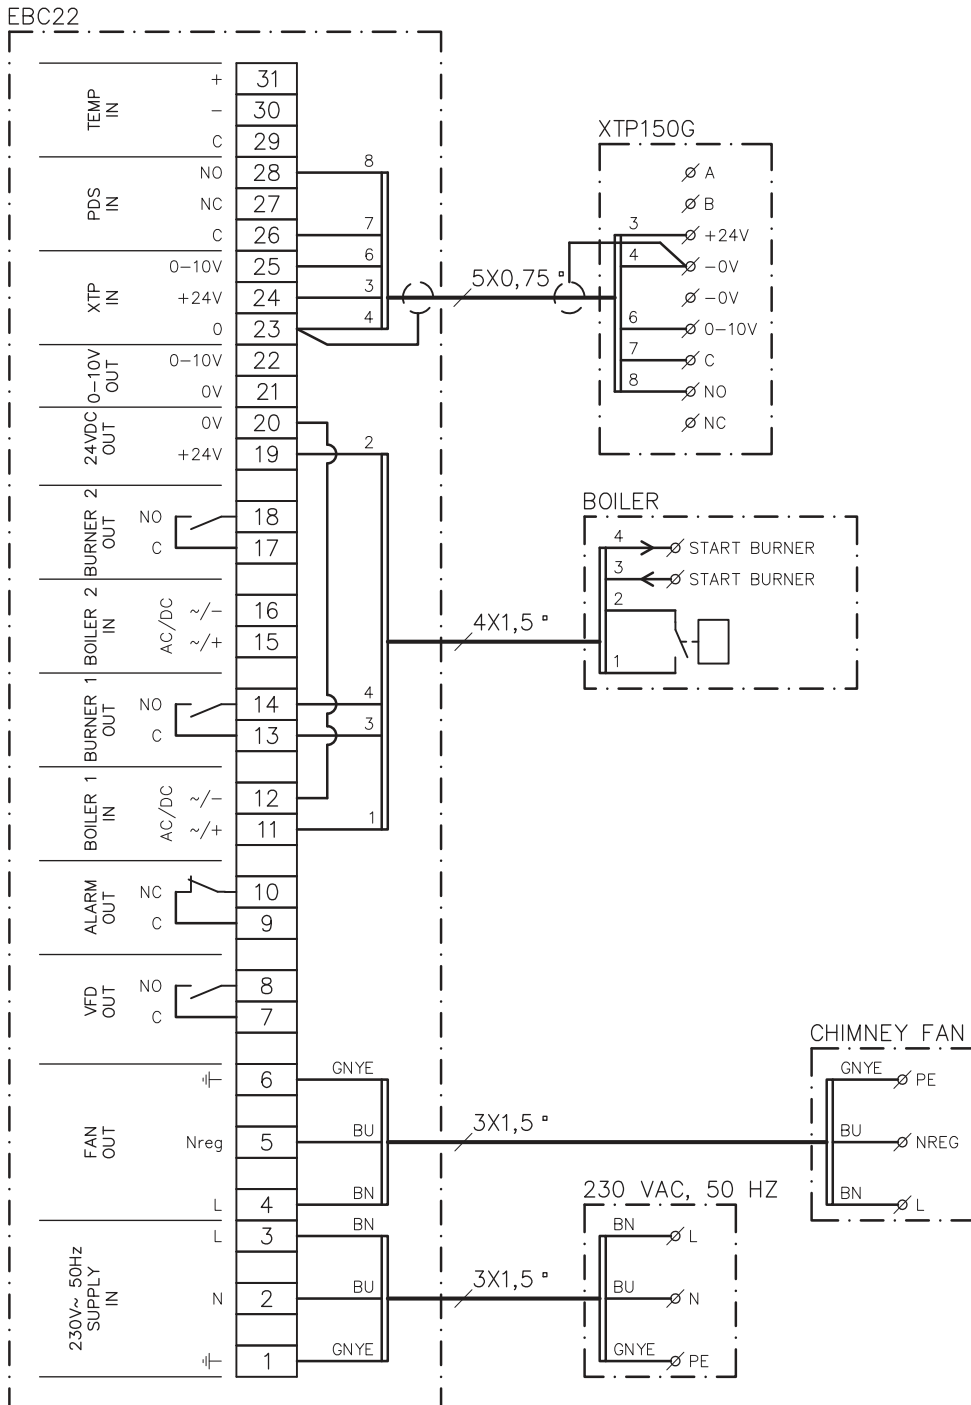 EBC22
TEMP IN
+ 31
− 30
C 29
PDS IN
NO 28 8
NC 27
C 26 7
XTP IN
0−10V 25 6
+24V 24 3
0 23 4
0−10V OUT
0−10V 22
0V 21
24VDC OUT
0V 20
+24V 19 2
BURNER 2 OUT
NO 18
C 17
BOILER 2 IN
AC/DC
~/− 16
~/+ 15
BURNER 1 OUT
NO 14 4
C 13 3
BOILER 1 IN
AC/DC
~/− 12
~/+ 11 1
ALARM OUT
NC 10
C 9
VFD OUT
NO 8
C 7
FAN OUT
6 GNYE
Nreg 5 BU
L 4 BN
230V~ 50Hz
SUPPLY
IN
L 3 BN
N 2 BU
1 GNYE
5X0,75 ▫
XTP150G
A
B
3 +24V
4 −0V
−0V
6 0−10V
7 C
8 NO
NC
4X1,5 ▫
BOILER
4 START BURNER
3 START BURNER
2
1
3X1,5 ▫
CHIMNEY FAN
GNYE PE
BU NREG
BN L
3X1,5 ▫
230 VAC, 50 HZ
BN L
BU N
GNYE PE